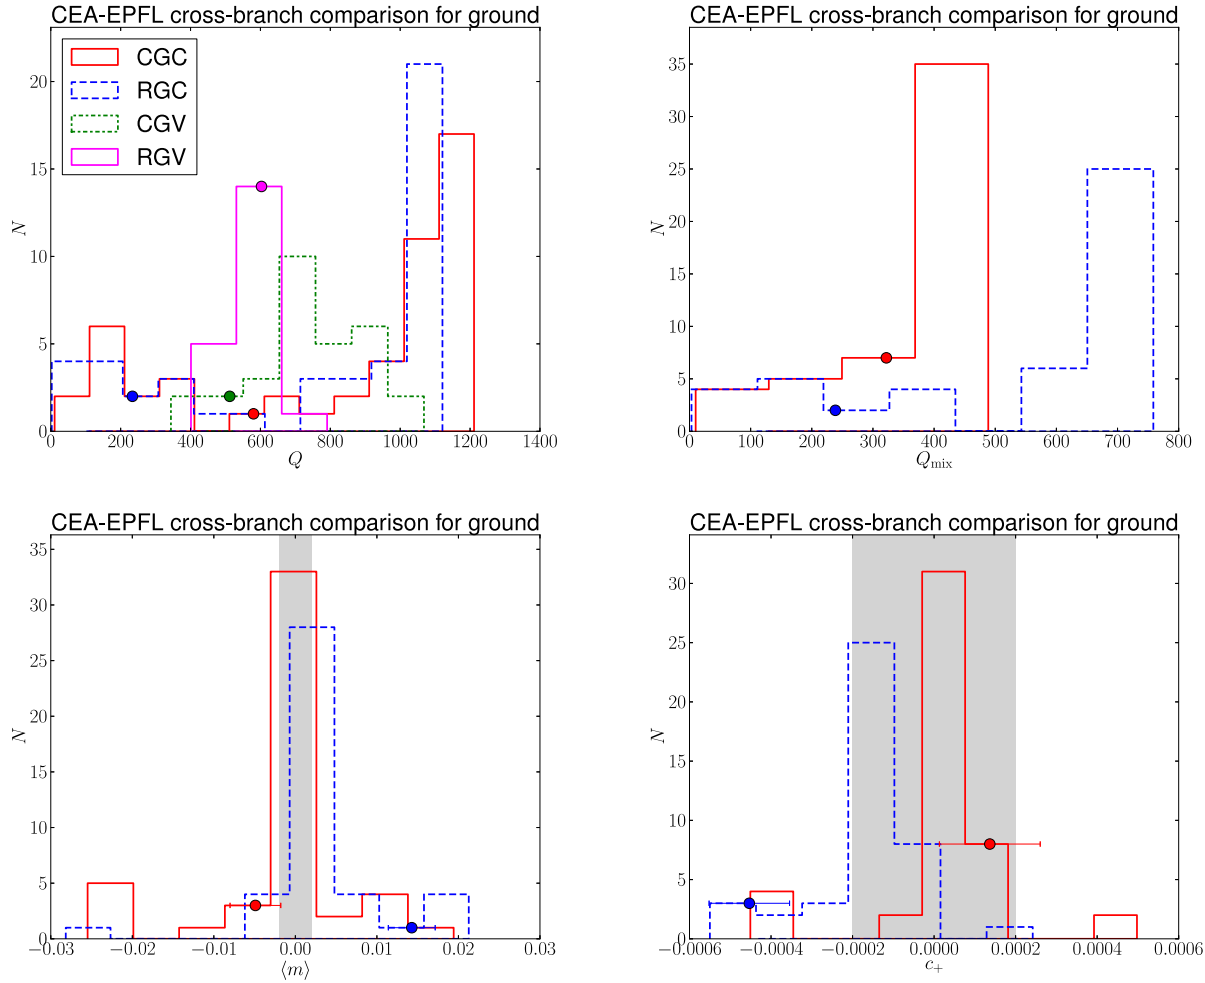 CEA-EPFL cross-branch comparison for ground
CGC
RGC
CGV
RGV
N
20
15
10
5
0
0 200 400 600 800 1000 1200 1400
Q
CEA-EPFL cross-branch comparison for ground
N
35
30
25
20
15
10
5
0
0 100 200 300 400 500 600 700 800
Q_mix
CEA-EPFL cross-branch comparison for ground
N
35
30
25
20
15
10
5
0
−0.03 −0.02 −0.01 0.00 0.01 0.02 0.03
⟨m⟩
CEA-EPFL cross-branch comparison for ground
N
30
25
20
15
10
5
0
−0.0006 −0.0004 −0.0002 0.0000 0.0002 0.0004 0.0006
c₊